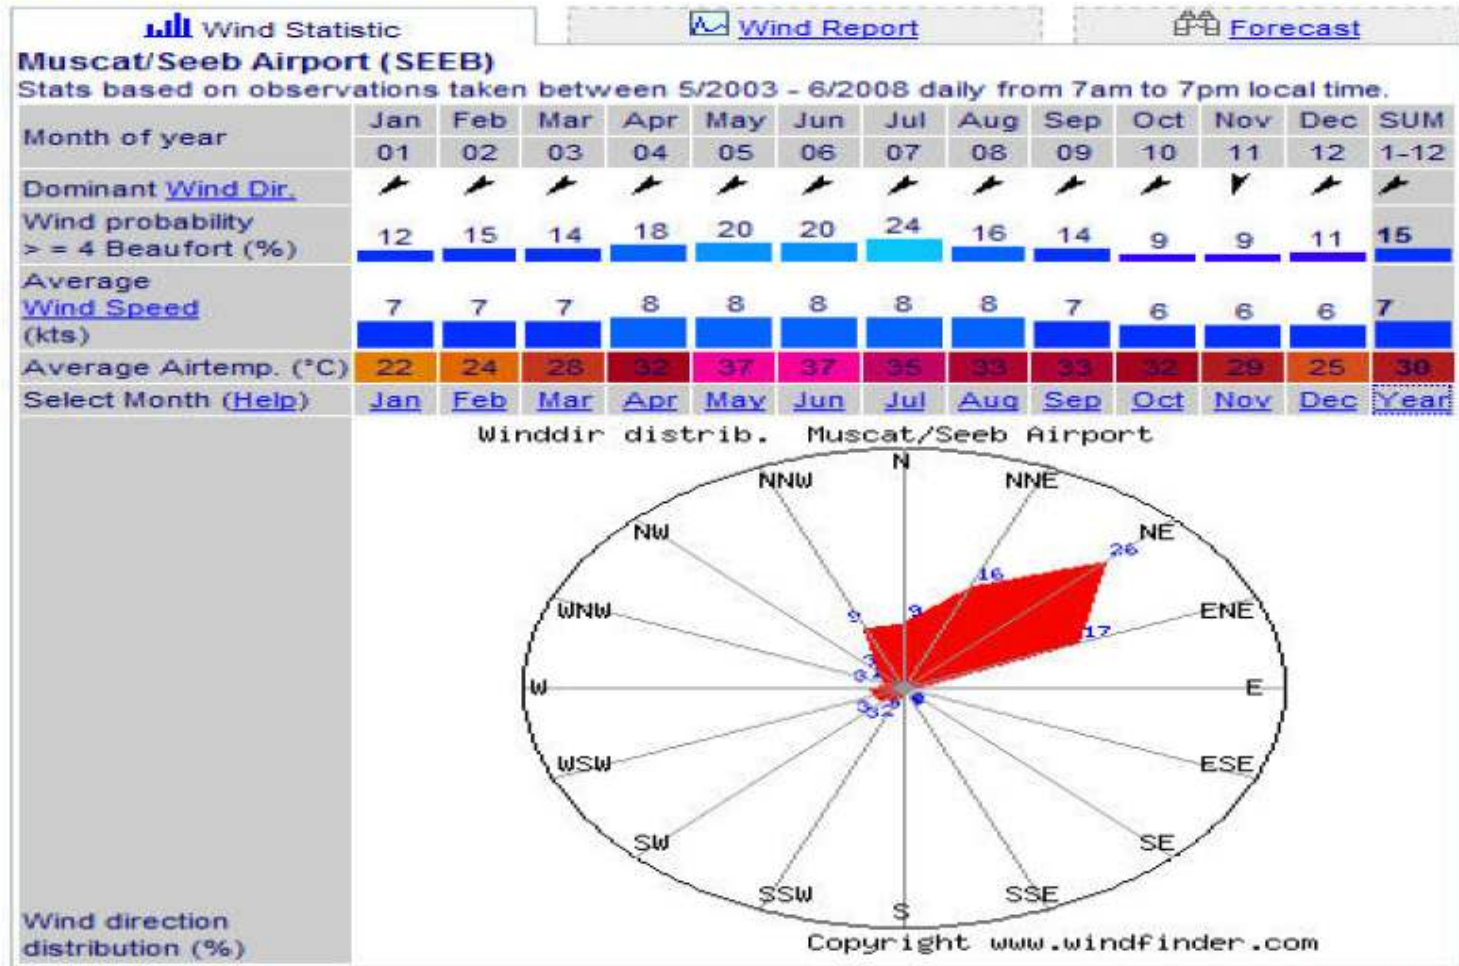 Wind Statistic Wind Report Forecast
Muscat/Seeb Airport (SEEB)
Stats based on observations taken between 5/2003 - 6/2008 daily from 7am to 7pm local time.
Month of year
Jan Feb Mar Apr May Jun Jul Aug Sep Oct Nov Dec SUM
01 02 03 04 05 06 07 08 09 10 11 12 1-12
Dominant Wind Dir.
Wind probability
> = 4 Beaufort (%)
12 15 14 18 20 20 24 16 14 9 9 11 15
Average
Wind Speed
(kts)
7 7 7 8 8 8 8 8 7 6 6 6 7
Average Airtemp. (°C) 22 24 28 32 37 37 35 33 33 32 29 25 30
Select Month (Help) Jan Feb Mar Apr May Jun Jul Aug Sep Oct Nov Dec Year
Winddir distrib. Muscat/Seeb Airport
N
NNW NNE
NW NE
26
16
WNW 9 9 ENE
17
3
W E
3
WSW ESE
SW SE
SSW SSE
S
Wind direction
distribution (%)
Copyright www.windfinder.com